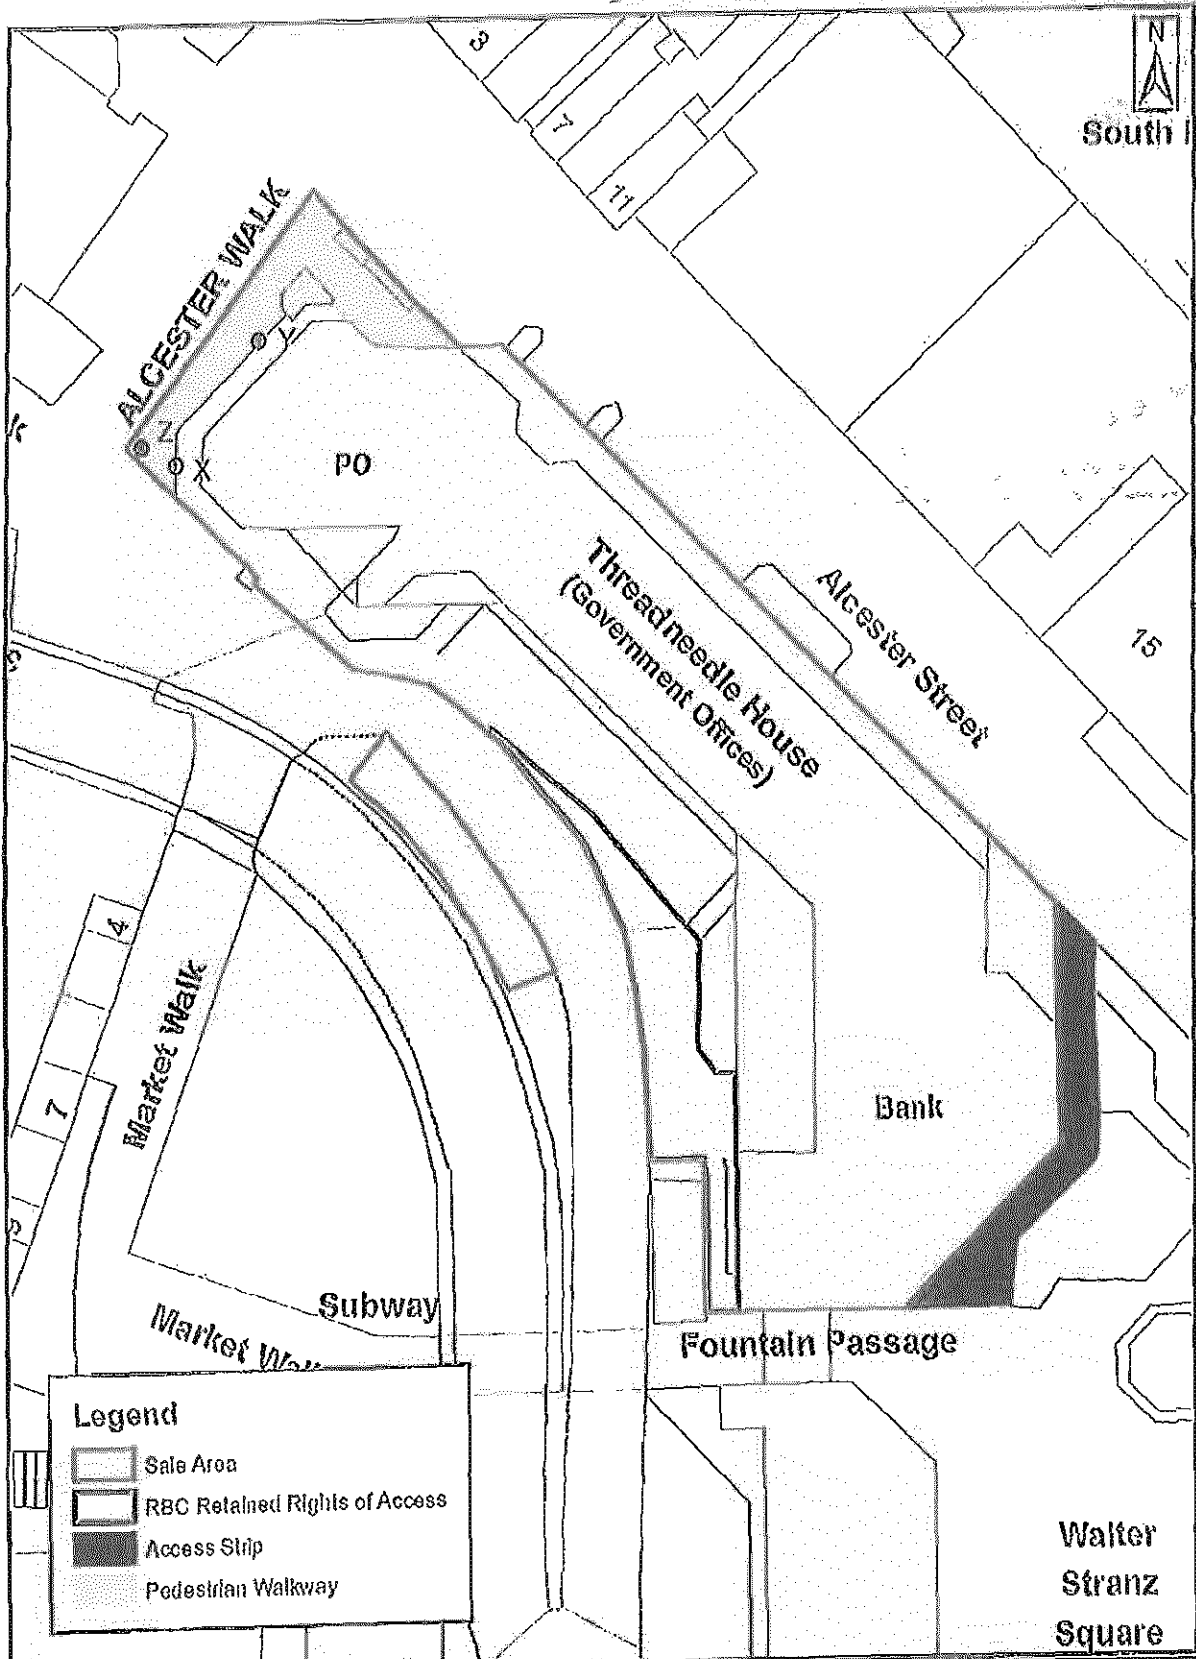 N
South
3
7
11
ALCESTER WALK
Y
Z
X
PO
Threadneedle House
(Government Offices)
Alcester Street
15
4
Market Walk
7
Bank
Subway
Market
Fountain Passage
Legend
Sale Area
RBC Retained Rights of Access
Access Strip
Pedestrian Walkway
Walter
Stranz
Square